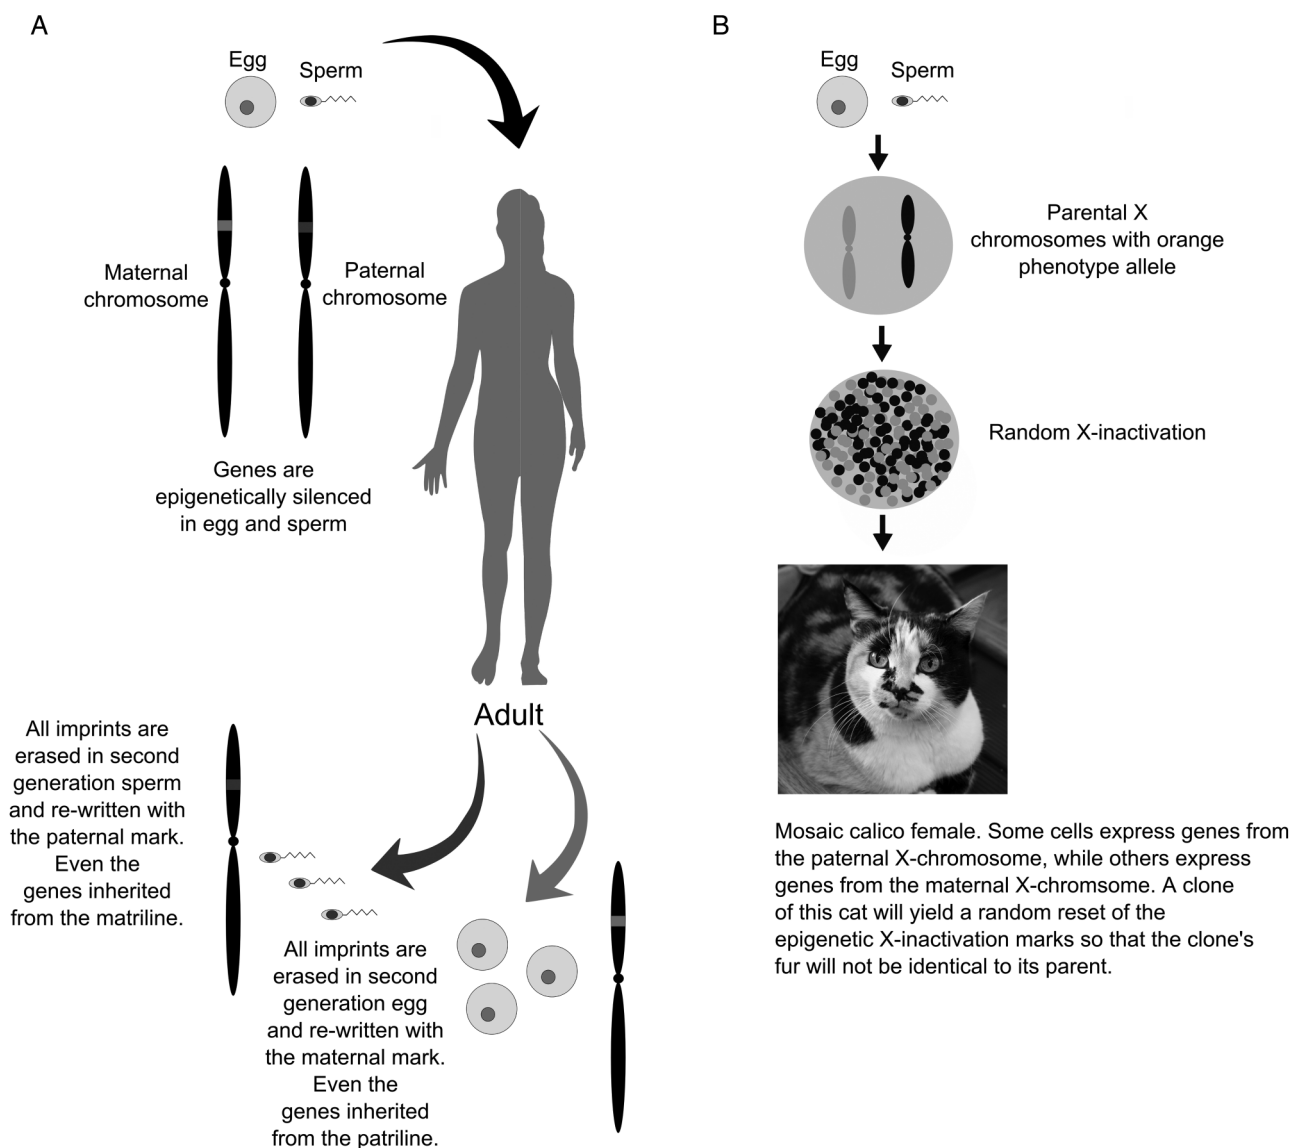 A
Egg
Sperm
Maternal
chromosome
Paternal
chromosome
Genes are
epigenetically silenced
in egg and sperm
Adult
All imprints are
erased in second
generation sperm
and re-written with
the paternal mark.
Even the
genes inherited
from the matriline.
All imprints are
erased in second
generation egg
and re-written with
the maternal mark.
Even the
genes inherited
from the patriline.
B
Egg
Sperm
Parental X
chromosomes with orange
phenotype allele
Random X-inactivation
Mosaic calico female. Some cells express genes from
the paternal X-chromosome, while others express
genes from the maternal X-chromsome. A clone
of this cat will yield a random reset of the
epigenetic X-inactivation marks so that the clone's
fur will not be identical to its parent.